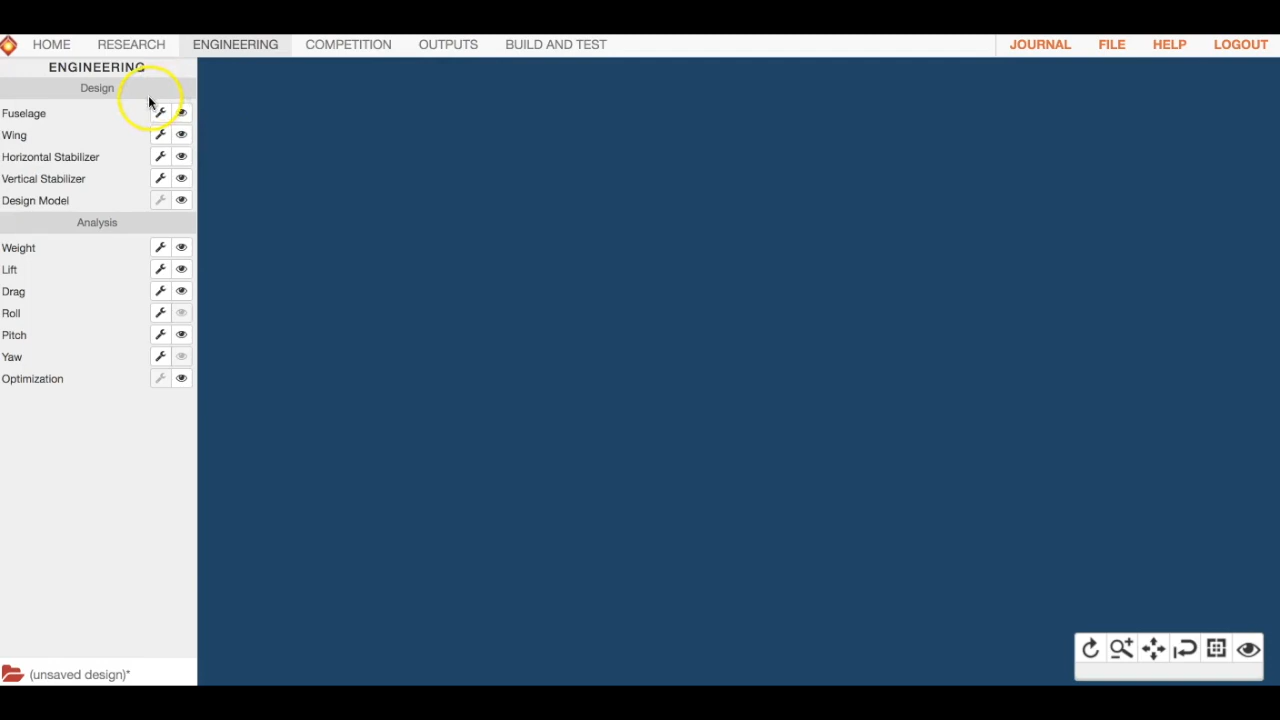 HOME RESEARCH ENGINEERING COMPETITION OUTPUTS BUILD AND TEST JOURNAL FILE HELP LOGOUT
ENGINEERING
Design
Fuselage
Wing
Horizontal Stabilizer
Vertical Stabilizer
Design Model
Analysis
Weight
Lift
Drag
Roll
Pitch
Yaw
Optimization
(unsaved design)*